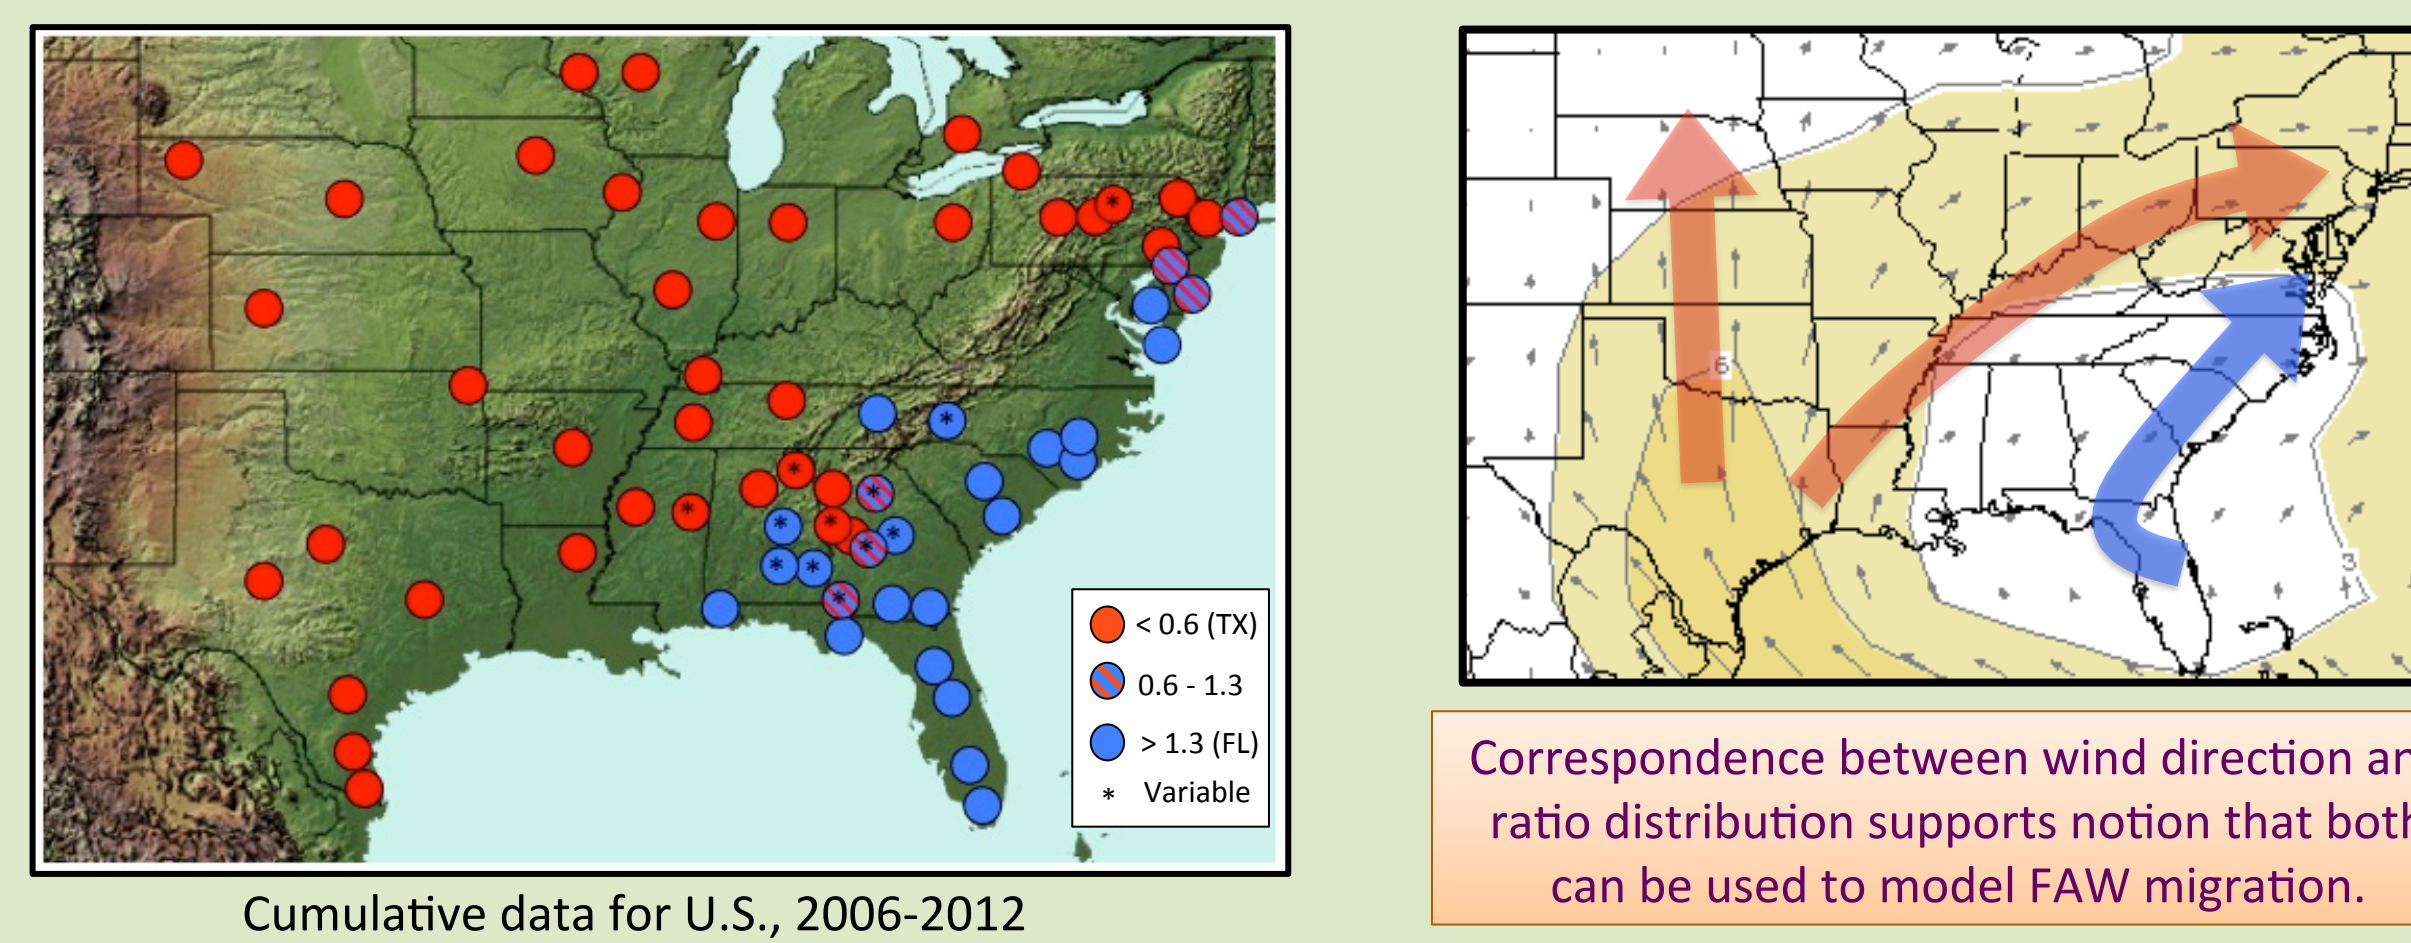 < 0.6 (TX)
0.6 - 1.3
> 1.3 (FL)
* Variable
Cumulative data for U.S., 2006-2012
6
3
Correspondence between wind direction an
ratio distribution supports notion that both
can be used to model FAW migration.